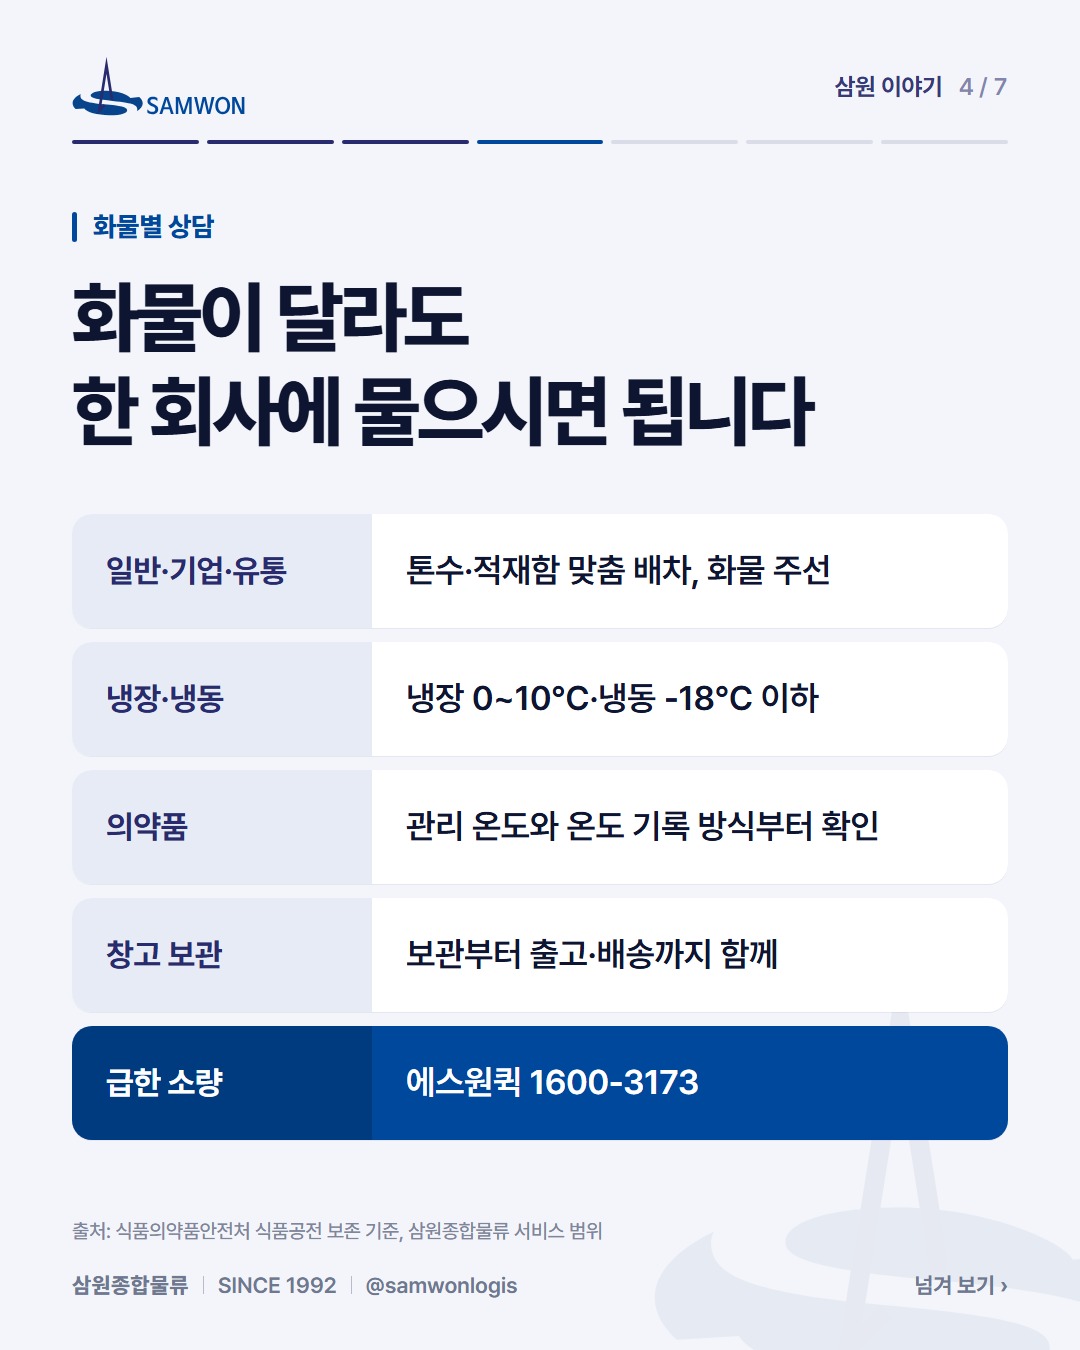 SAMWON
삼원 이야기 4 / 7
화물별 상담
화물이 달라도
한 회사에 물으시면 됩니다
일반·기업·유통
톤수·적재함 맞춤 배차, 화물 주선
냉장·냉동
냉장 0~10°C·냉동 -18°C 이하
의약품
관리 온도와 온도 기록 방식부터 확인
창고 보관
보관부터 출고·배송까지 함께
급한 소량
에스원퀵 1600-3173
출처: 식품의약품안전처 식품공전 보존 기준, 삼원종합물류 서비스 범위
삼원종합물류 | SINCE 1992 | @samwonlogis
넘겨 보기 ›